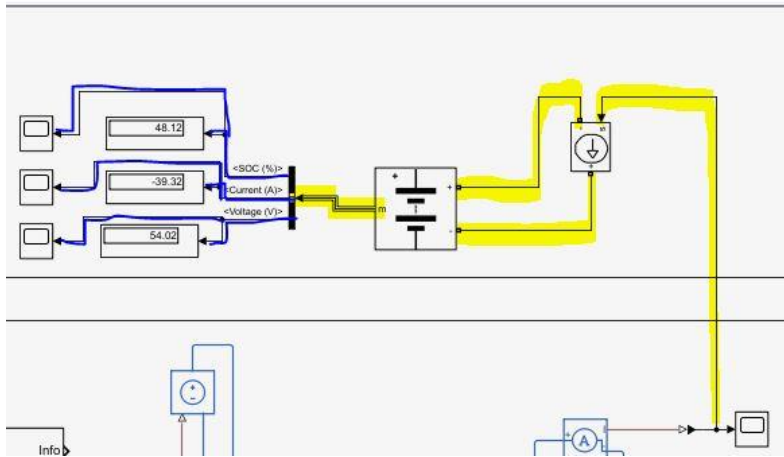 48.12
<SOC (%)>
-39.32
<Current (A)>
<Voltage (V)>
54.02
+
m
+
-
s
-
+
+
-
+
A
I
-
Info